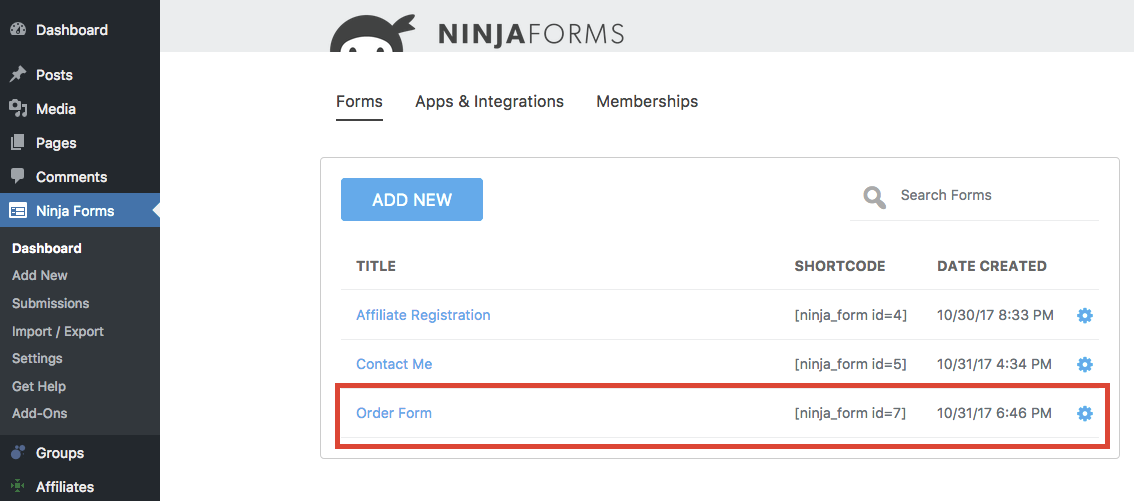 Dashboard
Posts
Media
Pages
Comments
Ninja Forms
Dashboard
Add New
Submissions
Import / Export
Settings
Get Help
Add-Ons
Groups
Affiliates
NINJAFORMS
Forms Apps & Integrations Memberships
ADD NEW Search Forms
TITLE SHORTCODE DATE CREATED
Affiliate Registration [ninja_form id=4] 10/30/17 8:33 PM
Contact Me [ninja_form id=5] 10/31/17 4:34 PM
Order Form [ninja_form id=7] 10/31/17 6:46 PM